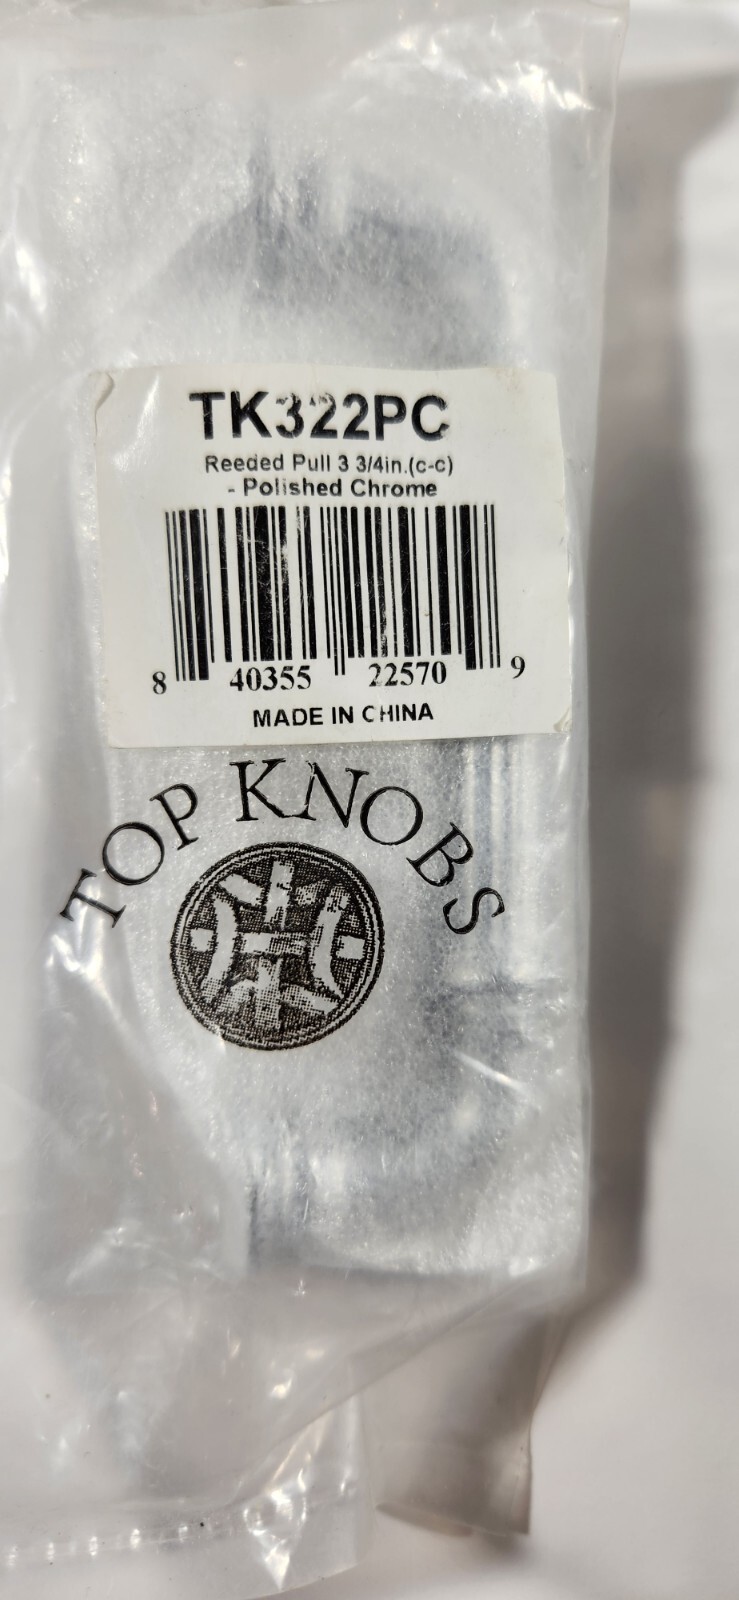 TK322PC
Reeded Pull 3 3/4in.(c-c)
- Polished Chrome
8 40355 22570 9
MADE IN CHINA
TOP KNOBS